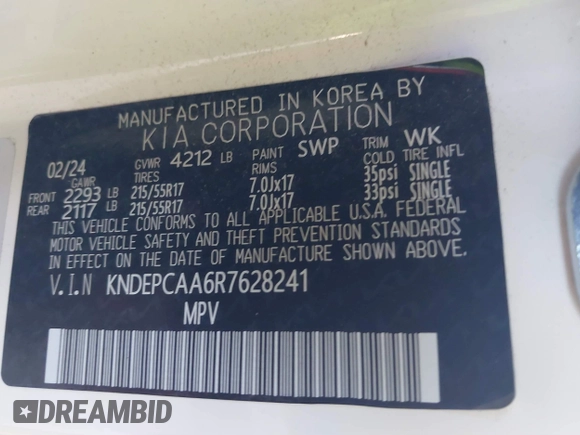 MANUFACTURED IN KOREA BY
KIA CORPORATION
02/24 GVWR 4212 LB PAINT SWP TRIM WK
GAWR TIRES RIMS COLD TIRE INFL
FRONT 2293 LB 215/55R17 7.0Jx17 35psi SINGLE
REAR 2117 LB 215/55R17 7.0Jx17 33psi SINGLE
THIS VEHICLE CONFORMS TO ALL APPLICABLE U.S.A. FEDERAL
MOTOR VEHICLE SAFETY AND THEFT PREVENTION STANDARDS
IN EFFECT ON THE DATE OF MANUFACTURE SHOWN ABOVE.
V.I.N KNDEPCAA6R7628241
MPV
DREAMBID